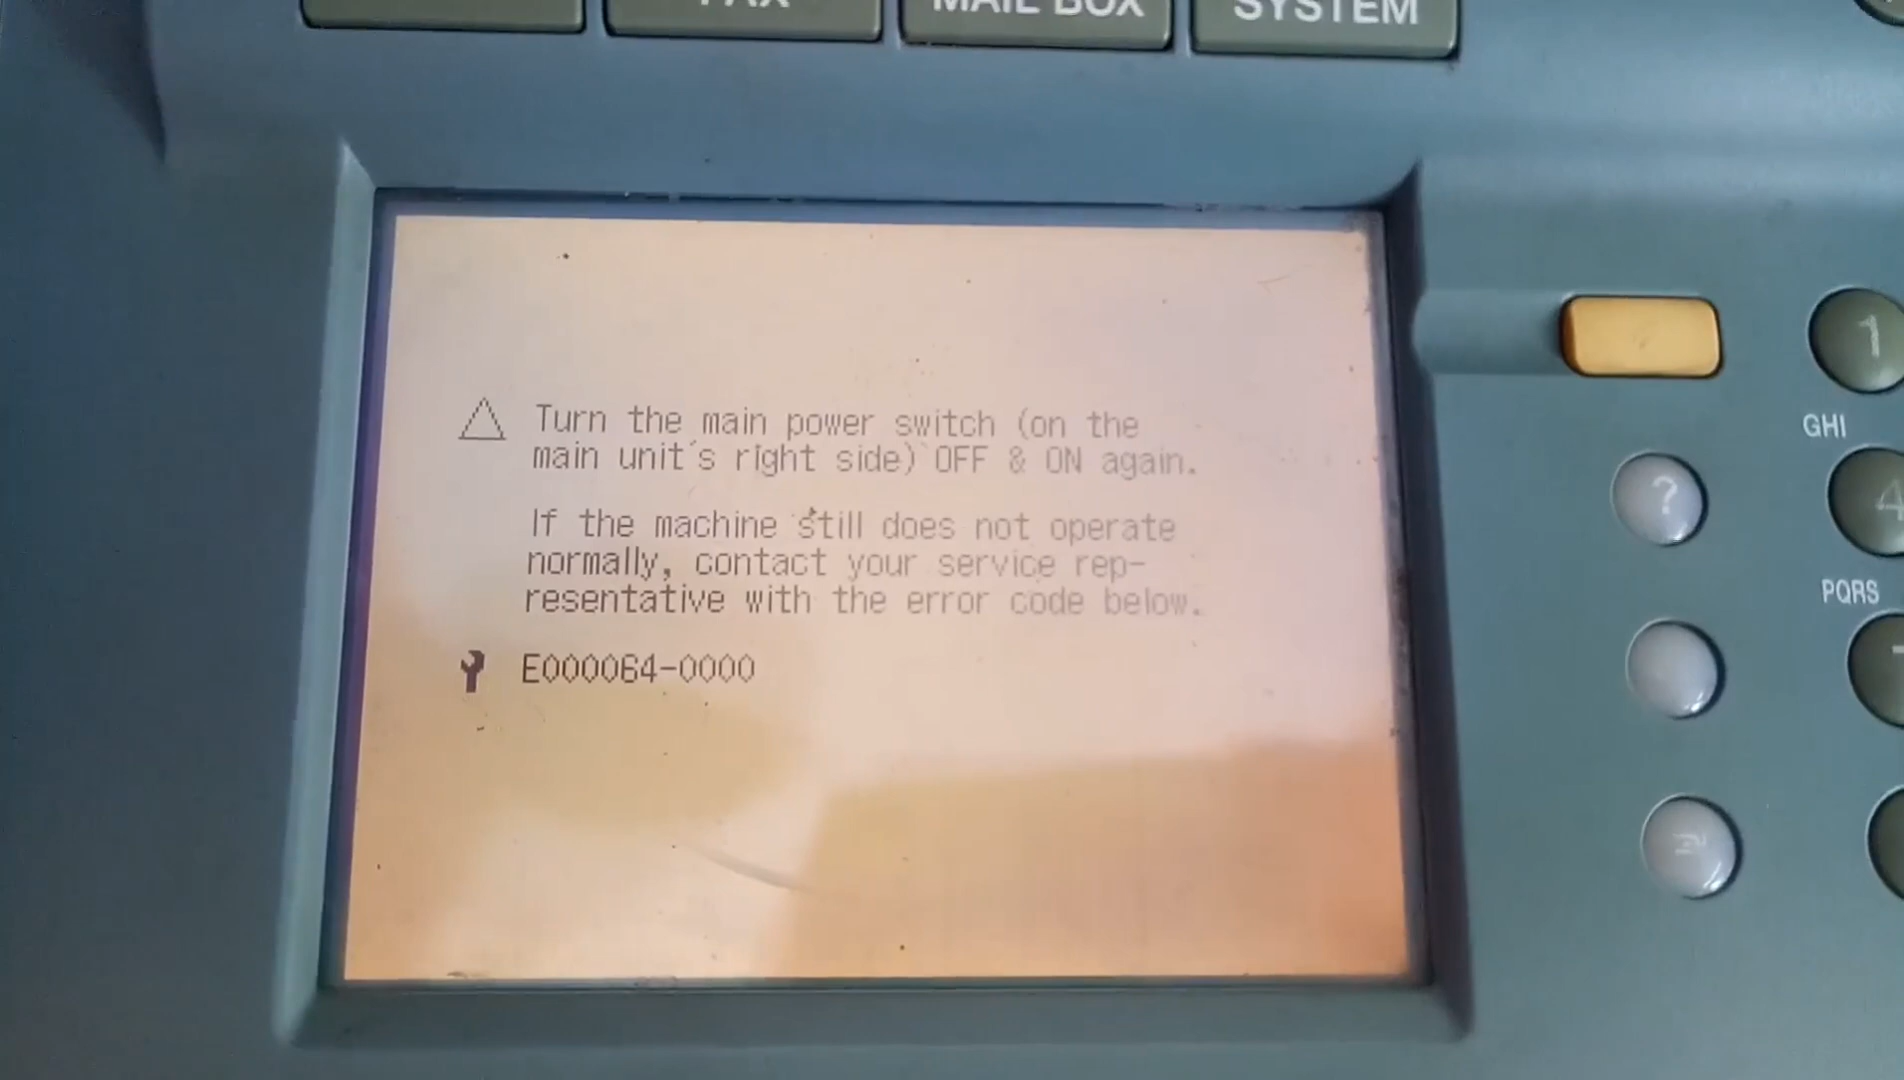 FAX
MAIL BOX
SYSTEM
Turn the main power switch (on the
main unit's right side) OFF & ON again.
If the machine still does not operate
normally, contact your service rep-
resentative with the error code below.
E000064-0000
1
GHI
?
4
PQRS